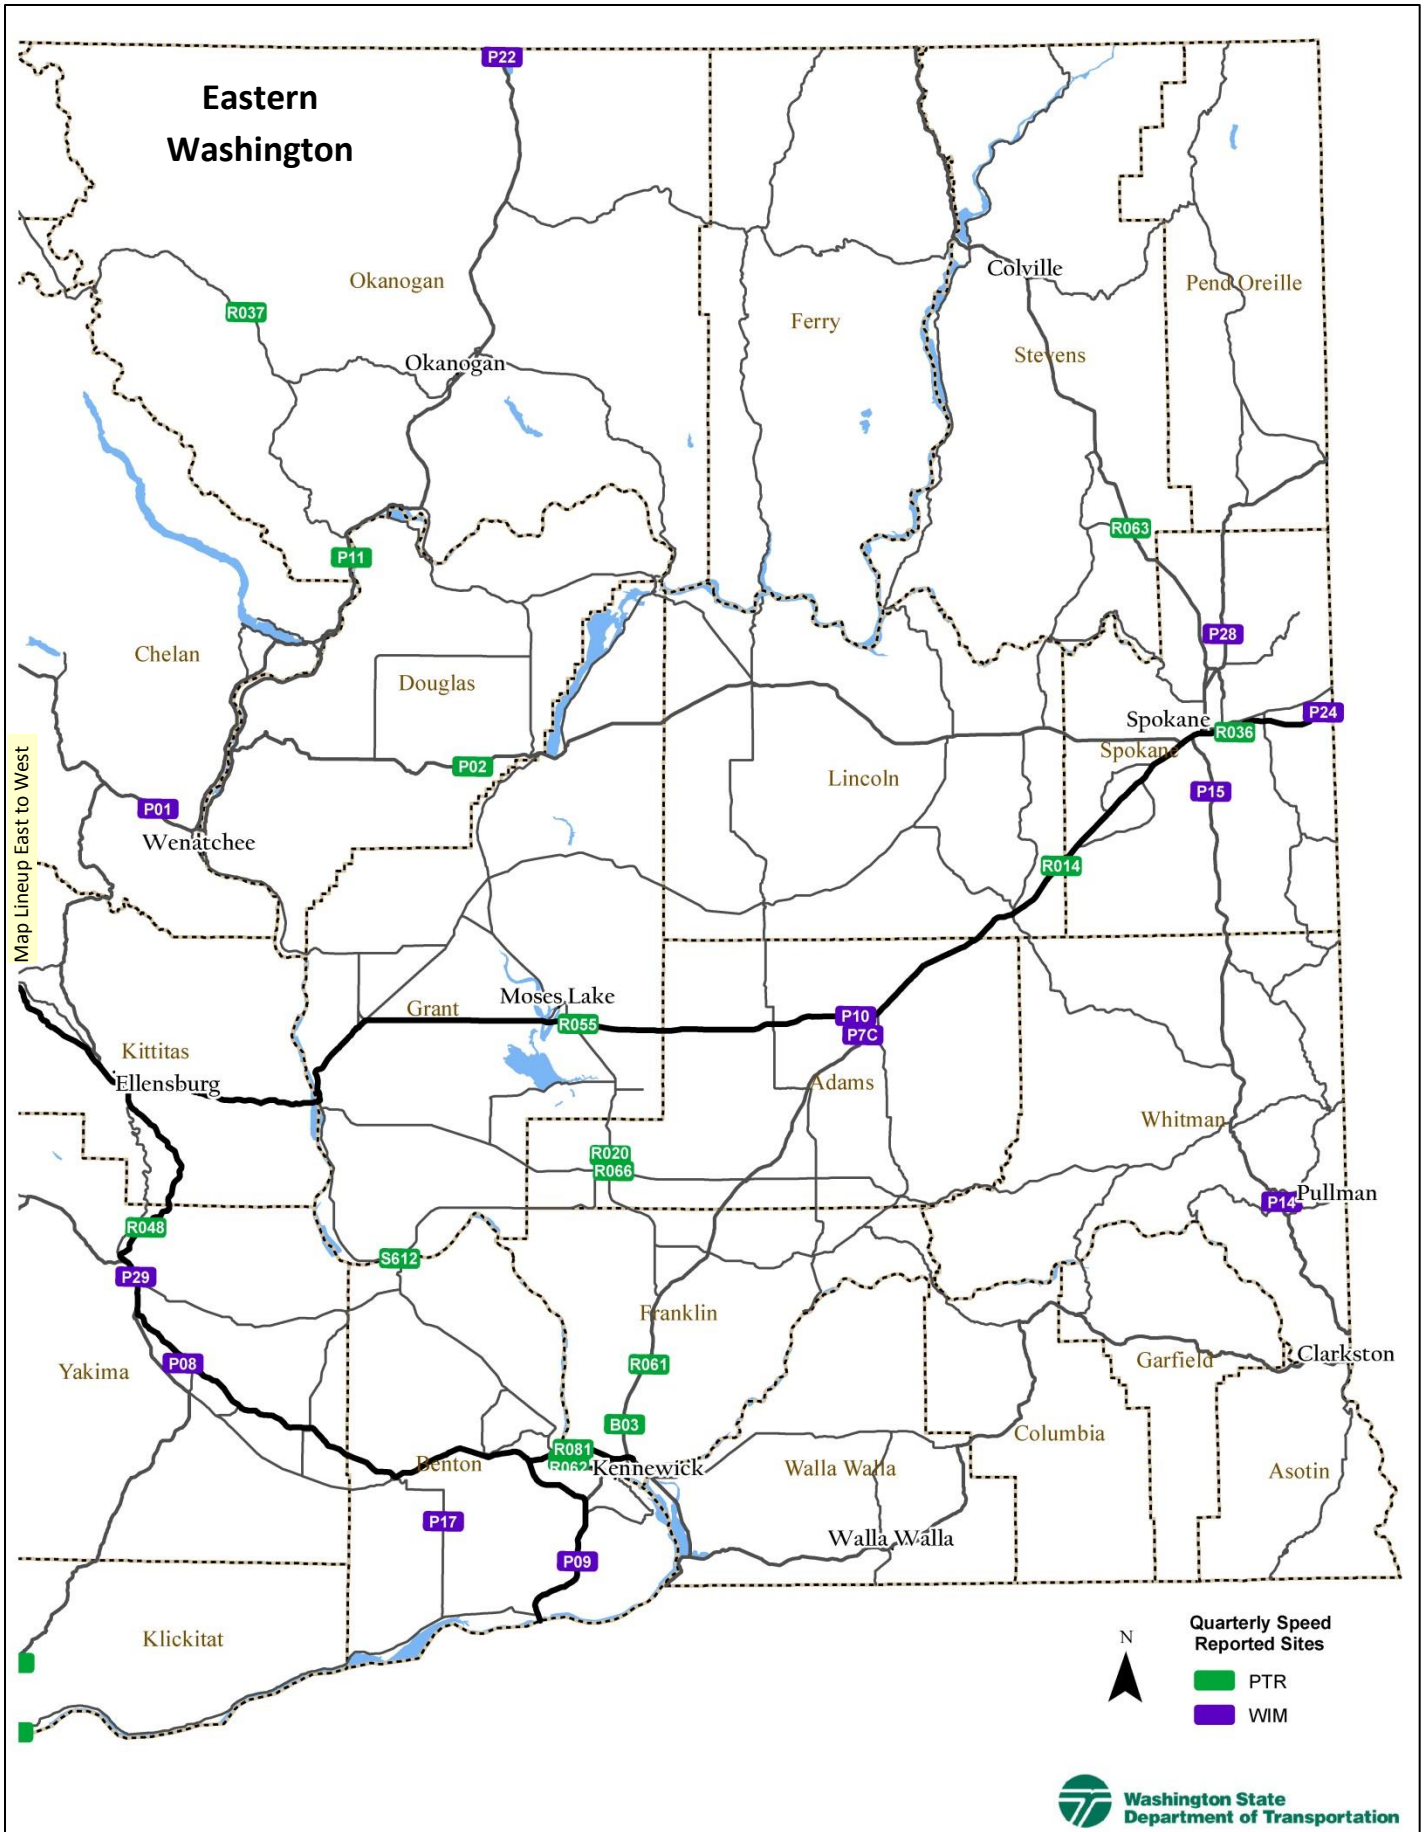 P22
Eastern
Washington
Colville
Okanogan
Pend Oreille
R037
Ferry
Stevens
Okanogan
R063
P11
P28
Chelan
Douglas
P24
Spokane
R036
Spokane
P02
Lincoln
P15
P01
Wenatchee
Map Lineup East to West
R014
Moses Lake
Grant
R055
P10
P7C
Kittitas
Ellensburg
Adams
Whitman
R020
R066
P14
Pullman
R048
S612
P29
Franklin
Yakima
P08
R061
Garfield
Clarkston
B03
Columbia
R081
R062
Kennewick
Benton
Walla Walla
Asotin
P17
Walla Walla
P09
Klickitat
N
Quarterly Speed
Reported Sites
PTR
WIM
Washington State
Department of Transportation